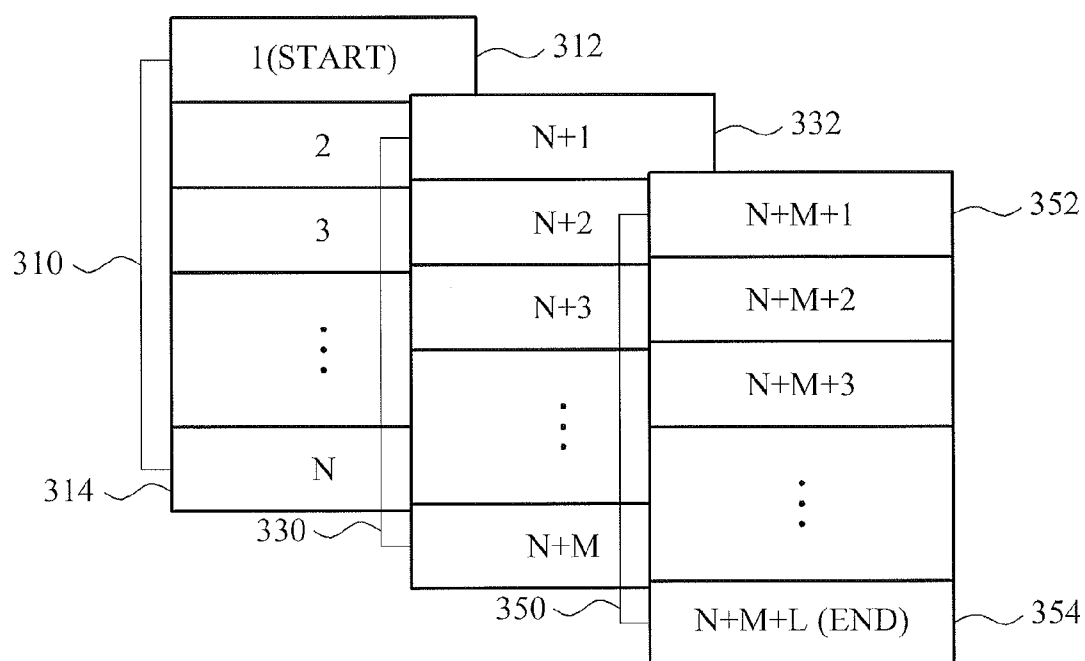 1(START)
312
2
N+1
332
3
N+2
N+M+1
352
310
N+3
N+M+2
N+M+3
⋮
⋮
N
314
⋮
330
N+M
350
N+M+L (END)
354